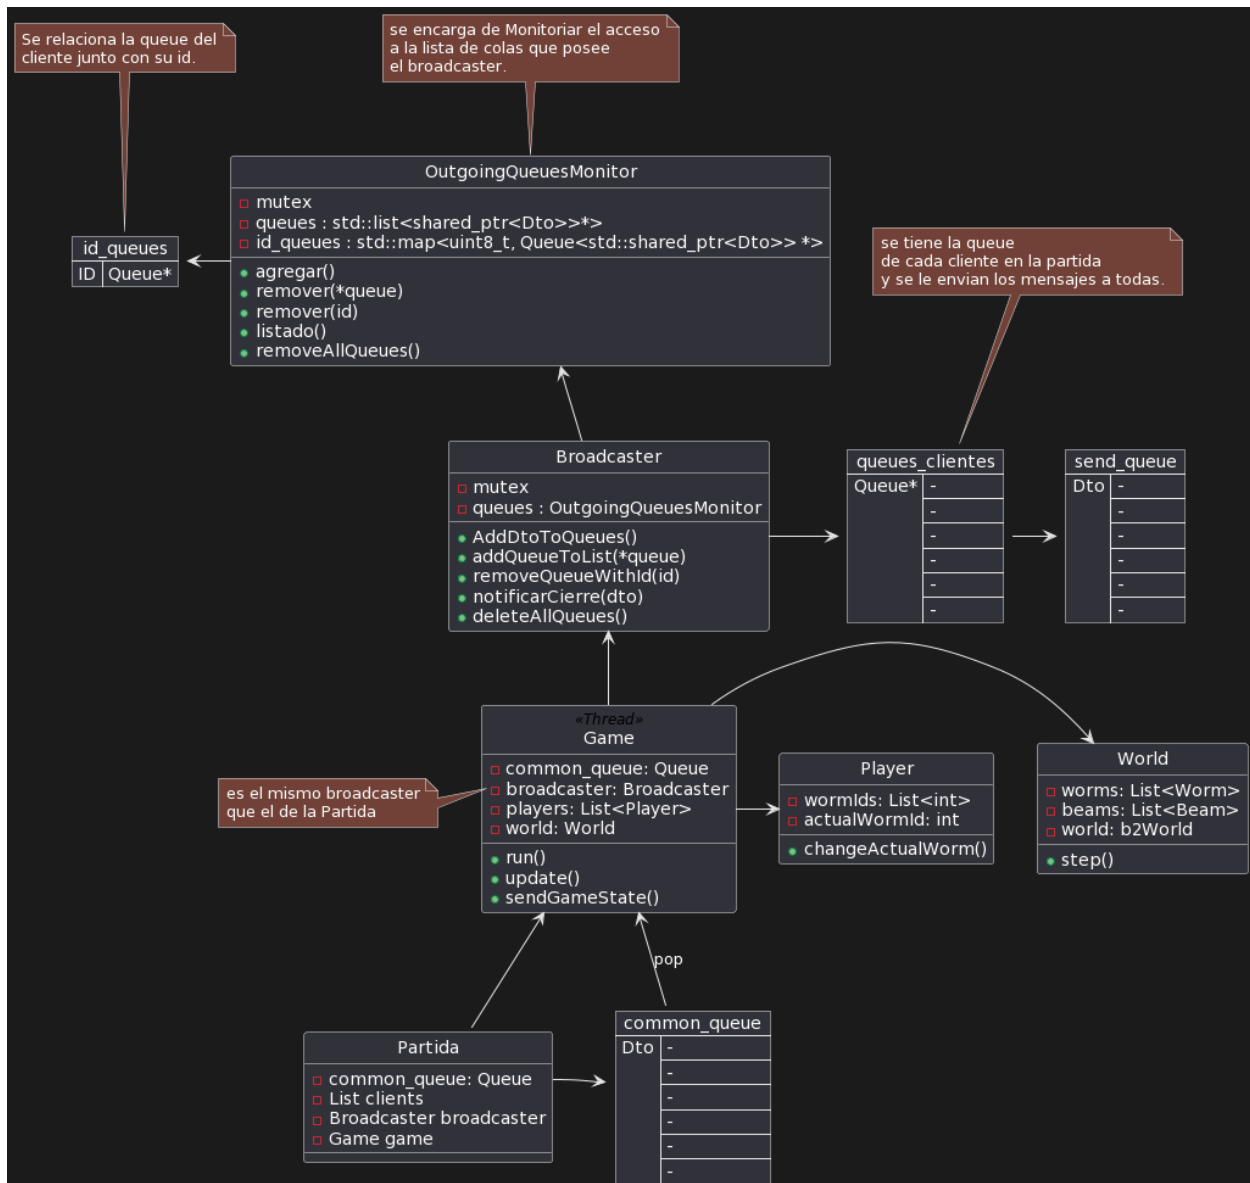 Se relaciona la queue del
cliente junto con su id.
se encarga de Monitoriar el acceso
a la lista de colas que posee
el broadcaster.
OutgoingQueuesMonitor
mutex
queues : std::list<shared_ptr<Dto>>*>
id_queues : std::map<uint8_t, Queue<std::shared_ptr<Dto>> *>
agregar()
remover(*queue)
remover(id)
listado()
removeAllQueues()
id_queues
ID Queue*
se tiene la queue
de cada cliente en la partida
y se le envian los mensajes a todas.
Broadcaster
mutex
queues : OutgoingQueuesMonitor
AddDtoToQueues()
addQueueToList(*queue)
removeQueueWithId(id)
notificarCierre(dto)
deleteAllQueues()
queues_clientes
Queue* -
-
-
-
-
-
send_queue
Dto -
-
-
-
-
-
«Thread»
Game
common_queue: Queue
broadcaster: Broadcaster
players: List<Player>
world: World
run()
update()
sendGameState()
es el mismo broadcaster
que el de la Partida
Player
wormIds: List<int>
actualWormId: int
changeActualWorm()
World
worms: List<Worm>
beams: List<Beam>
world: b2World
step()
pop
Partida
common_queue: Queue
List clients
Broadcaster broadcaster
Game game
common_queue
Dto -
-
-
-
-
-